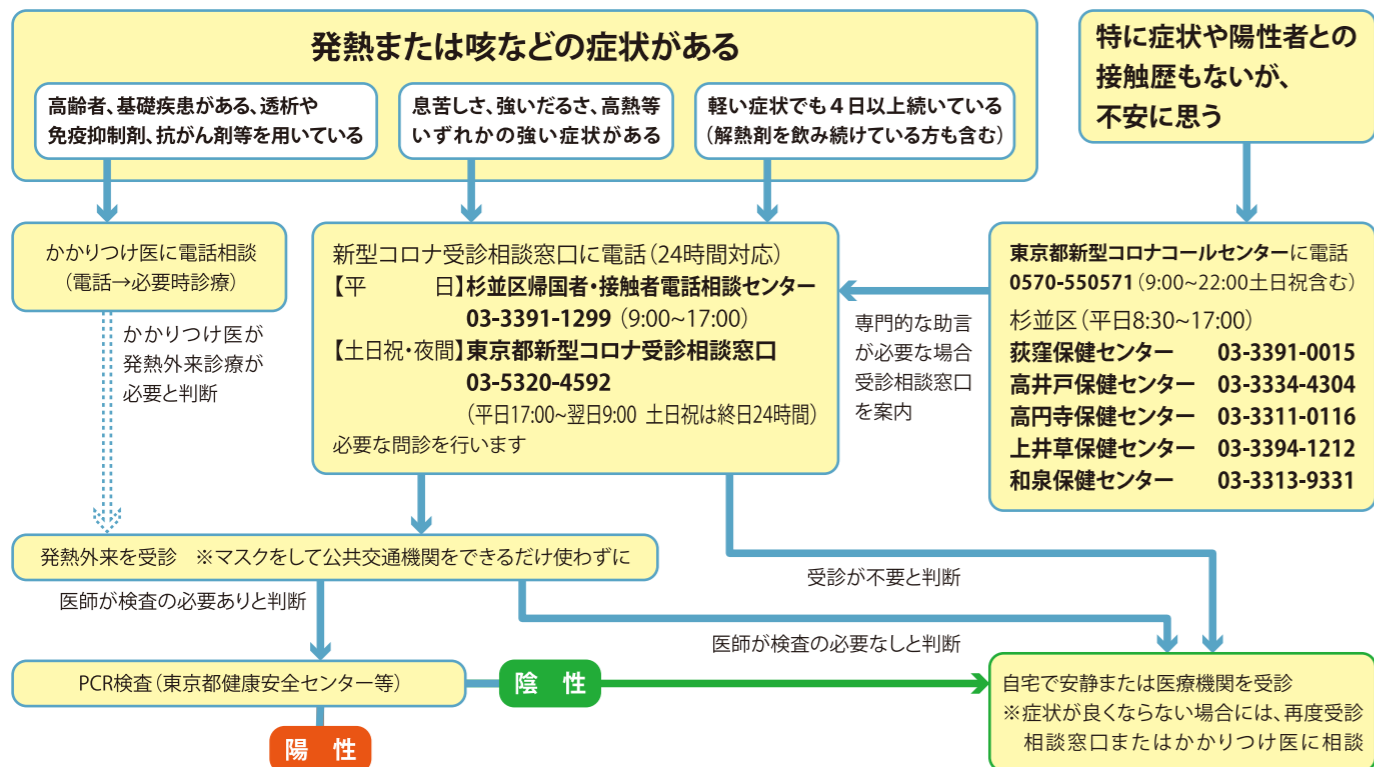 発熱または咳などの症状がある
高齢者、基礎疾患がある、透析や
免疫抑制剤、抗がん剤等を用いている
息苦しさ、強いだるさ、高熱等
いずれかの強い症状がある
軽い症状でも4日以上続いている
(解熱剤を飲み続けている方も含む)
特に症状や陽性者との
接触歴もないが、
不安に思う
かかりつけ医に電話相談
(電話→必要時診療)
かかりつけ医が
発熱外来診療が
必要と判断
新型コロナ受診相談窓口に電話(24時間対応)
【平　　日】杉並区帰国者・接触者電話相談センター
03-3391-1299 (9:00~17:00)
【土日祝・夜間】東京都新型コロナ受診相談窓口
03-5320-4592
(平日17:00~翌日9:00 土日祝は終日24時間)
必要な問診を行います
専門的な助言
が必要な場合
受診相談窓口
を案内
東京都新型コロナコールセンターに電話
0570-550571(9:00~22:00土日祝含む)
杉並区(平日8:30~17:00)
荻窪保健センター 03-3391-0015
高井戸保健センター 03-3334-4304
高円寺保健センター 03-3311-0116
上井草保健センター 03-3394-1212
和泉保健センター 03-3313-9331
発熱外来を受診 ※マスクをして公共交通機関をできるだけ使わずに
受診が不要と判断
医師が検査の必要ありと判断
医師が検査の必要なしと判断
PCR検査(東京都健康安全センター等)
陰 性
陽 性
自宅で安静または医療機関を受診
※症状が良くならない場合には、再度受診
相談窓口またはかかりつけ医に相談